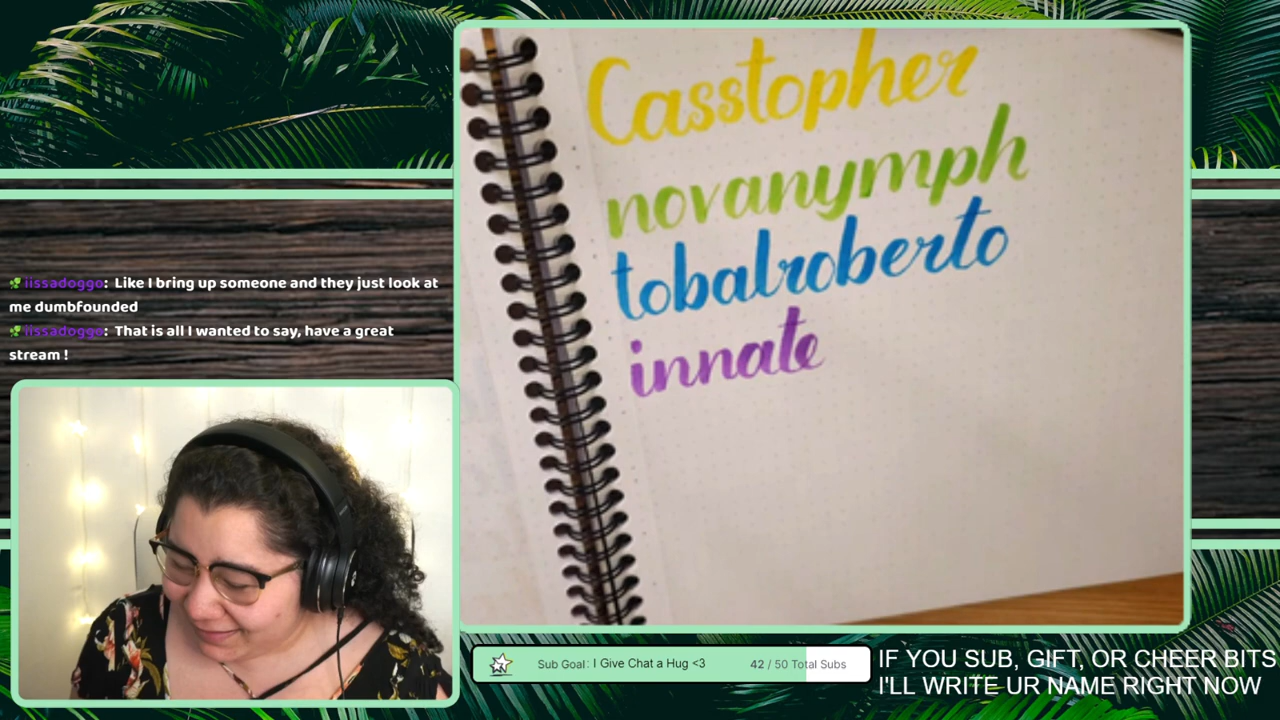 Casstopher
novanymph
tobalroberto
innate
lissadoggo: Like I bring up someone and they just look at
me dumbfounded
lissadoggo: That is all I wanted to say, have a great
stream !
Sub Goal: I Give Chat a Hug <3 42 / 50 Total Subs
IF YOU SUB, GIFT, OR CHEER BITS
I'LL WRITE UR NAME RIGHT NOW